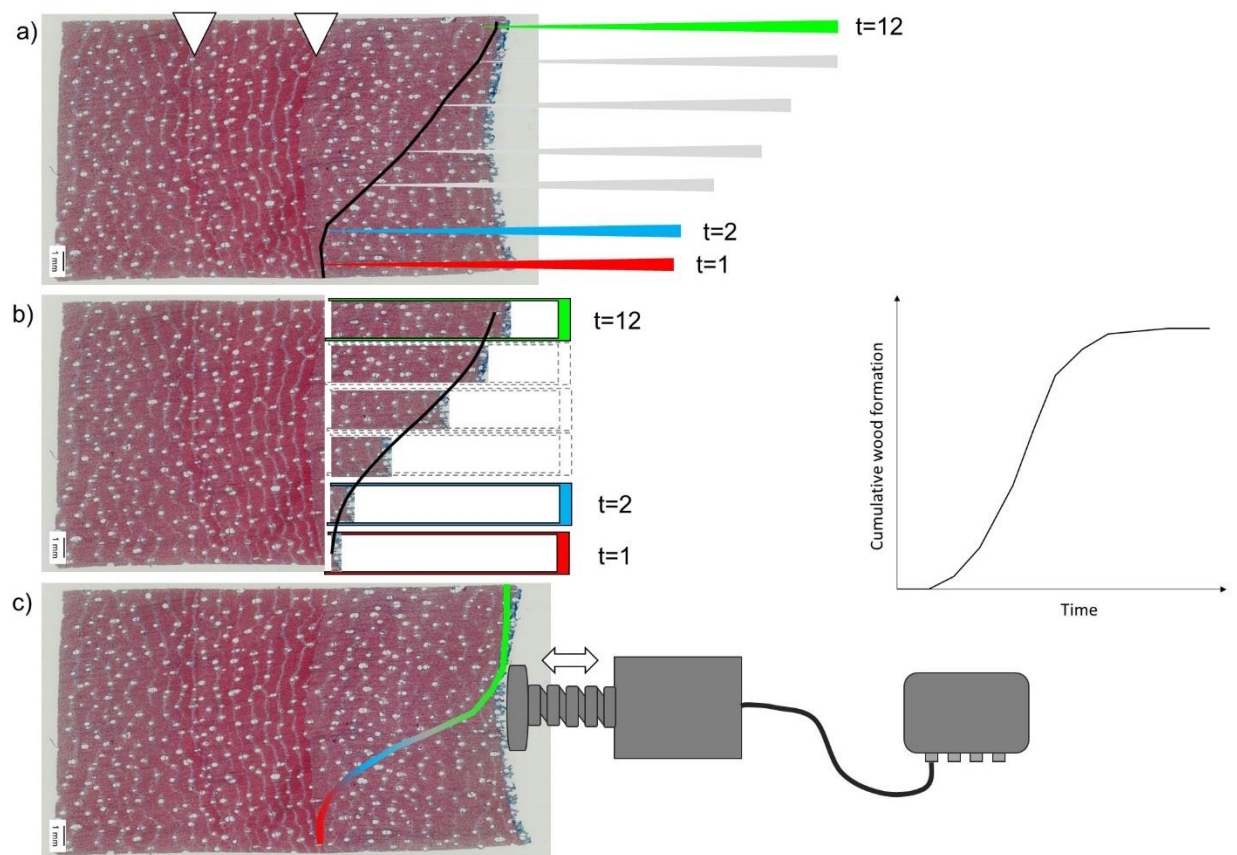 a)
t=12
t=2
t=1
1 mm
b)
t=12
t=2
t=1
1 mm
c)
1 mm
Cumulative wood formation
Time